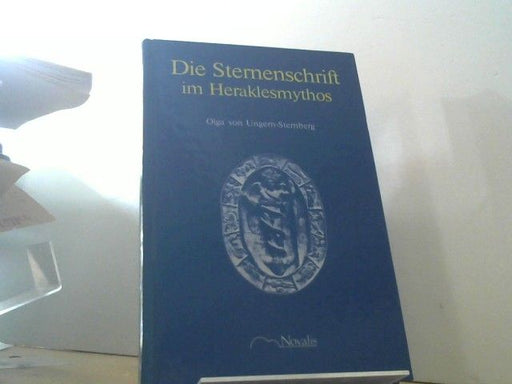 Die Sternenschrift
im Heraklesmythos
Olga von Ungern-Sternberg
Novalis